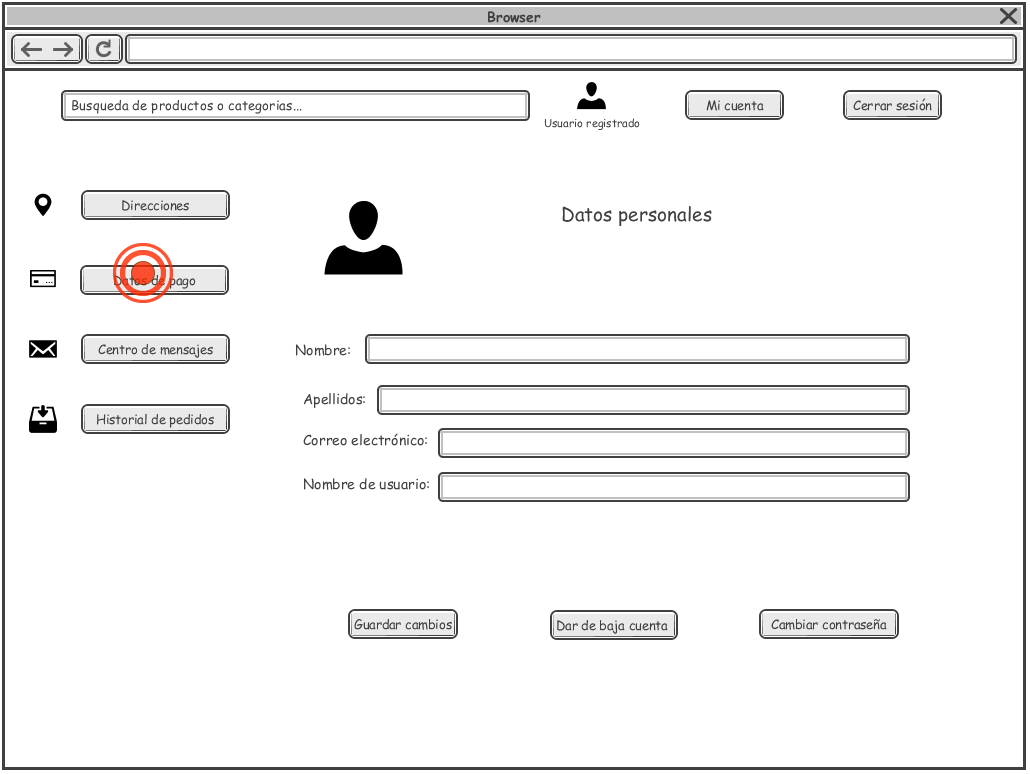 Browser
Busqueda de productos o categorias...
Usuario registrado
Mi cuenta
Cerrar sesión
Direcciones
Datos personales
Datos de pago
Centro de mensajes
Nombre:
Historial de pedidos
Apellidos:
Correo electrónico:
Nombre de usuario:
Guardar cambios
Dar de baja cuenta
Cambiar contraseña